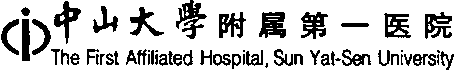 中山大學附属第一医院
The First Affiliated Hospital, Sun Yat-Sen University